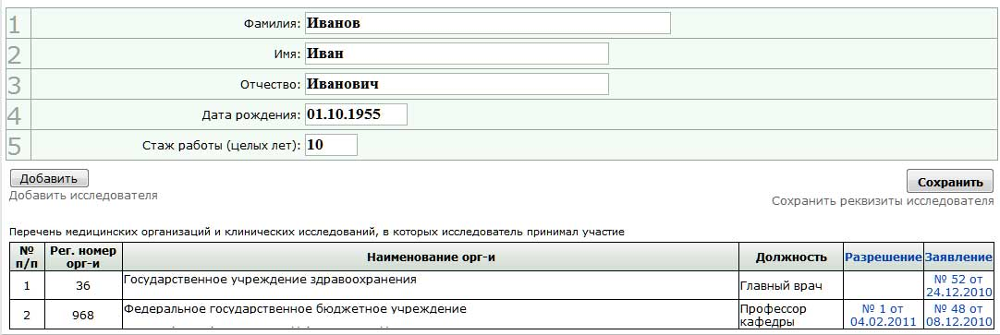 1 Фамилия: Иванов
2 Имя: Иван
3 Отчество: Иванович
4 Дата рождения: 01.10.1955
5 Стаж работы (целых лет): 10
Добавить Сохранить
Добавить исследователя Сохранить реквизиты исследователя
Перечень медицинских организаций и клинических исследований, в которых исследователь принимал участие
№ п/п Рег. номер орг-и Наименование орг-и Должность Разрешение Заявление
1 36 Государственное учреждение здравоохранения Главный врач № 52 от 24.12.2010
2 968 Федеральное государственное бюджетное учреждение Профессор кафедры № 1 от 04.02.2011 № 48 от 08.12.2010